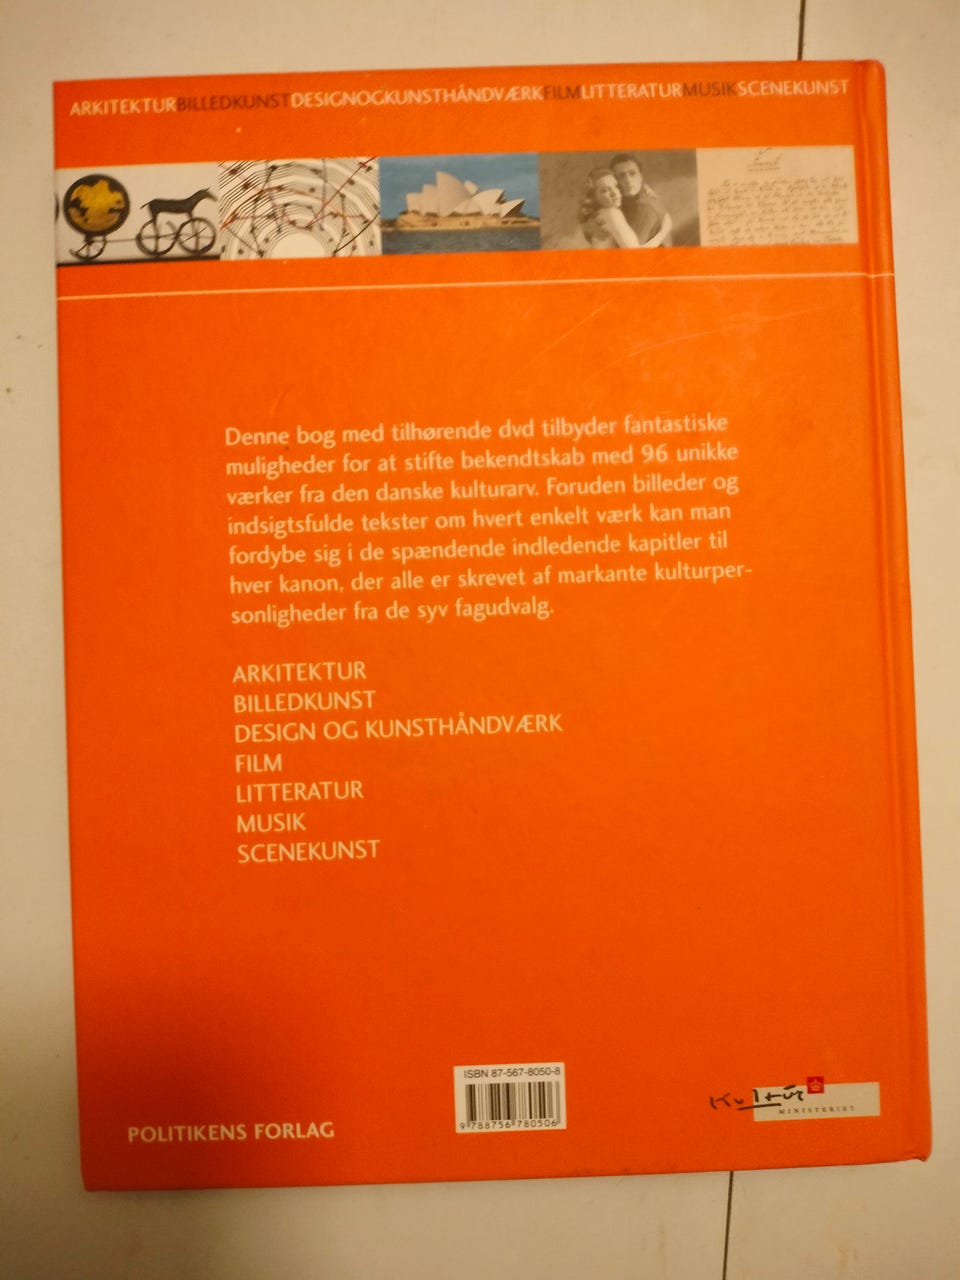 ARKITEKTURBILLEDKUNSTDESIGNOGKUNSTHÅNDVÆRKFILMLITTERATURMUSIKSCENEKUNST
Denne bog med tilhørende dvd tilbyder fantastiske
muligheder for at stifte bekendtskab med 96 unikke
værker fra den danske kulturarv. Foruden billeder og
indsigtsfulde tekster om hvert enkelt værk kan man
fordybe sig i de spændende indledende kapitler til
hver kanon, der alle er skrevet af markante kulturper-
sonligheder fra de syv fagudvalg.
ARKITEKTUR
BILLEDKUNST
DESIGN OG KUNSTHÅNDVÆRK
FILM
LITTERATUR
MUSIK
SCENEKUNST
ISBN 87-567-8050-8
9 788756 780506
Kultur
MINISTERIET
POLITIKENS FORLAG